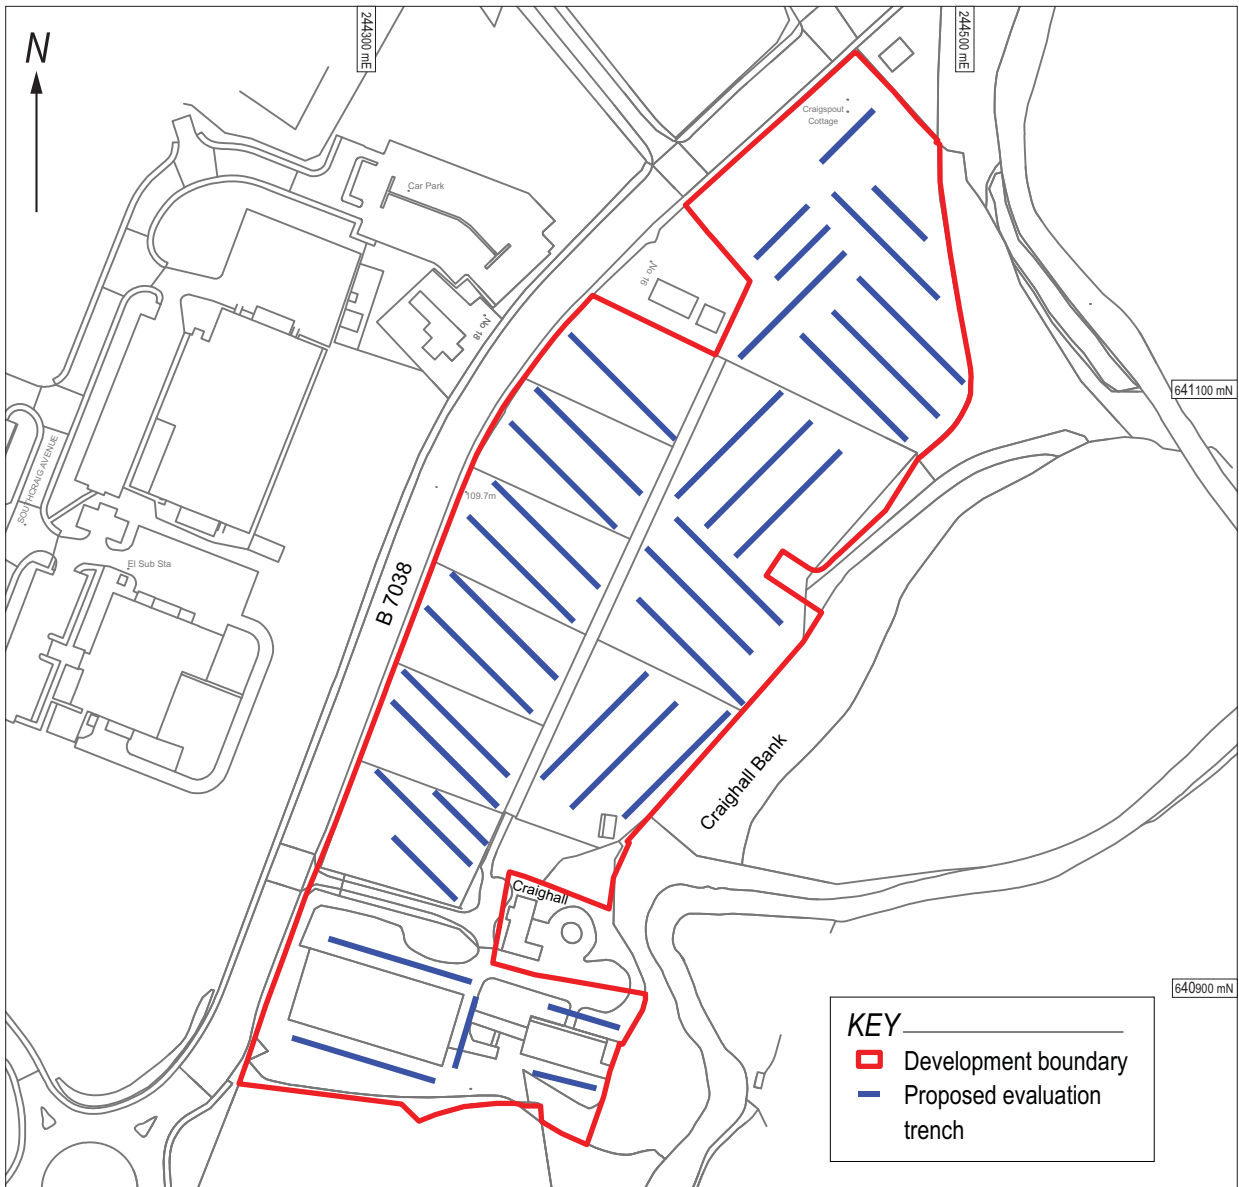 N
244300 mE
244500 mE
Craigspout
Cottage
Car Park
No 16
No 18
641100 mN
SOUTHCRAIG AVENUE
109.7m
El Sub Sta
B 7038
Craighall Bank
Craighall
640900 mN
KEY
Development boundary
Proposed evaluation
trench